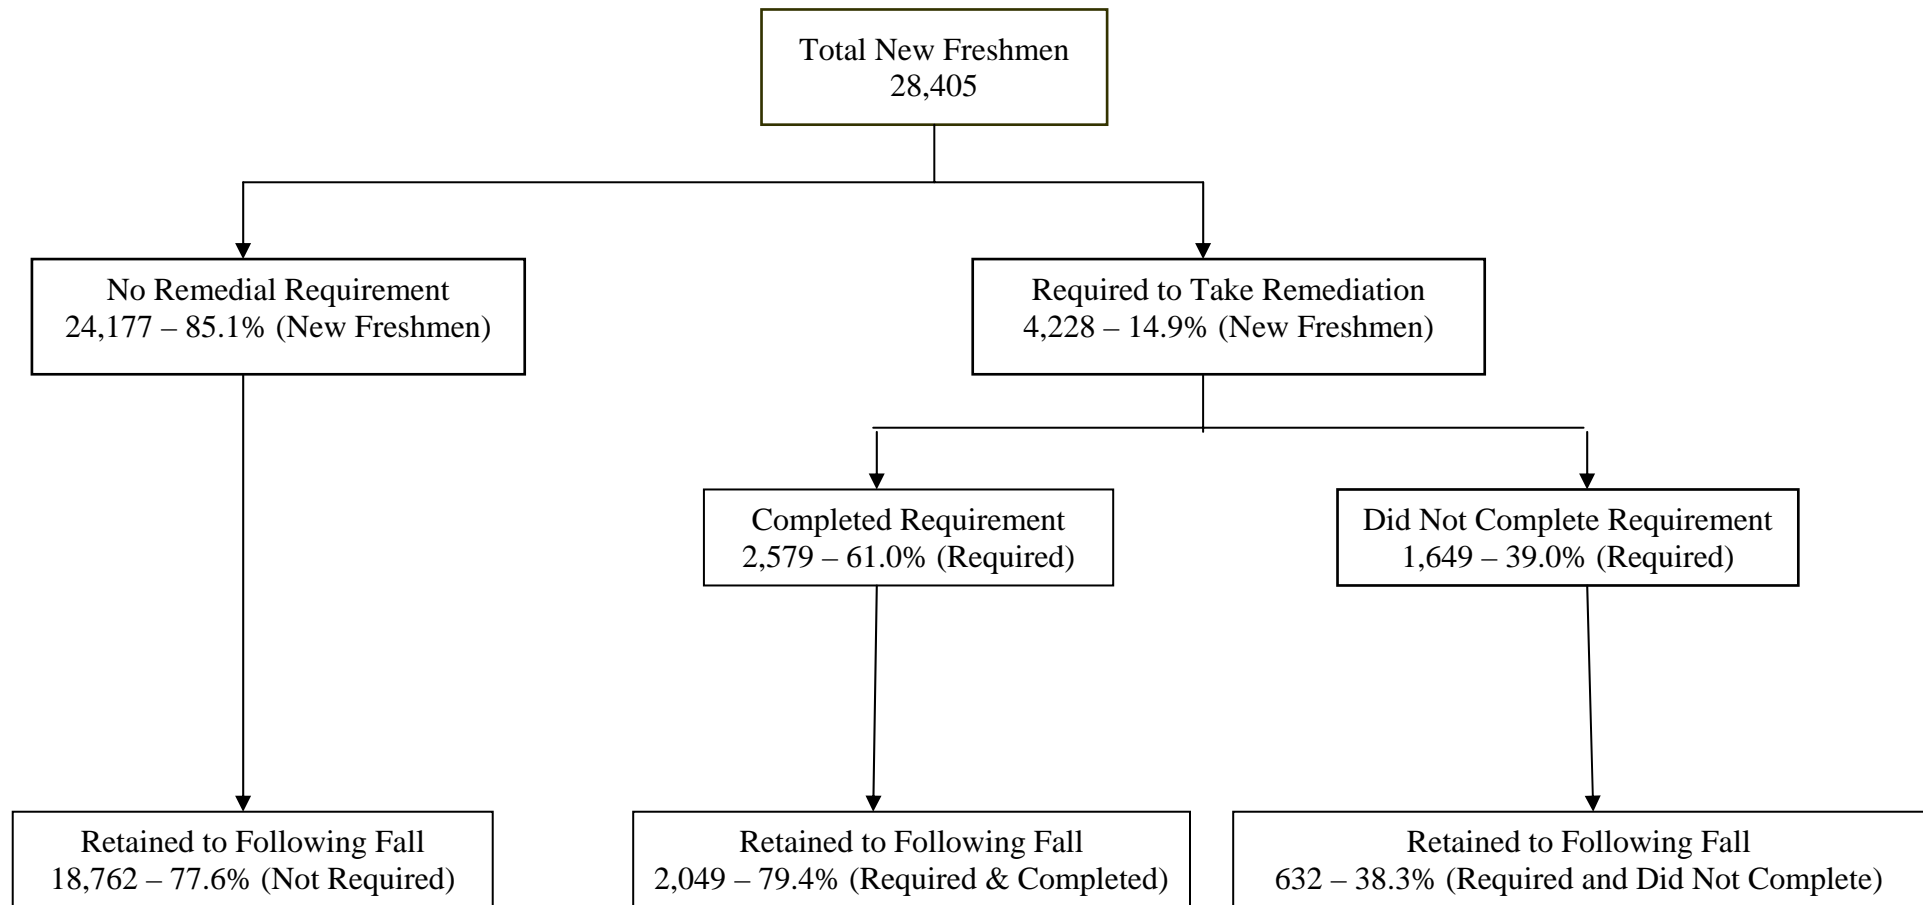 Total New Freshmen
28,405
No Remedial Requirement
24,177 – 85.1% (New Freshmen)
Required to Take Remediation
4,228 – 14.9% (New Freshmen)
Completed Requirement
2,579 – 61.0% (Required)
Did Not Complete Requirement
1,649 – 39.0% (Required)
Retained to Following Fall
18,762 – 77.6% (Not Required)
Retained to Following Fall
2,049 – 79.4% (Required & Completed)
Retained to Following Fall
632 – 38.3% (Required and Did Not Complete)